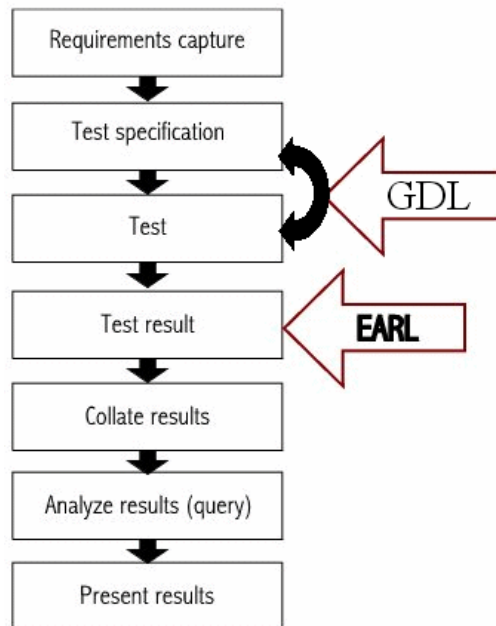 Requirements capture
Test specification
GDL
Test
Test result
EARL
Collate results
Analyze results (query)
Present results